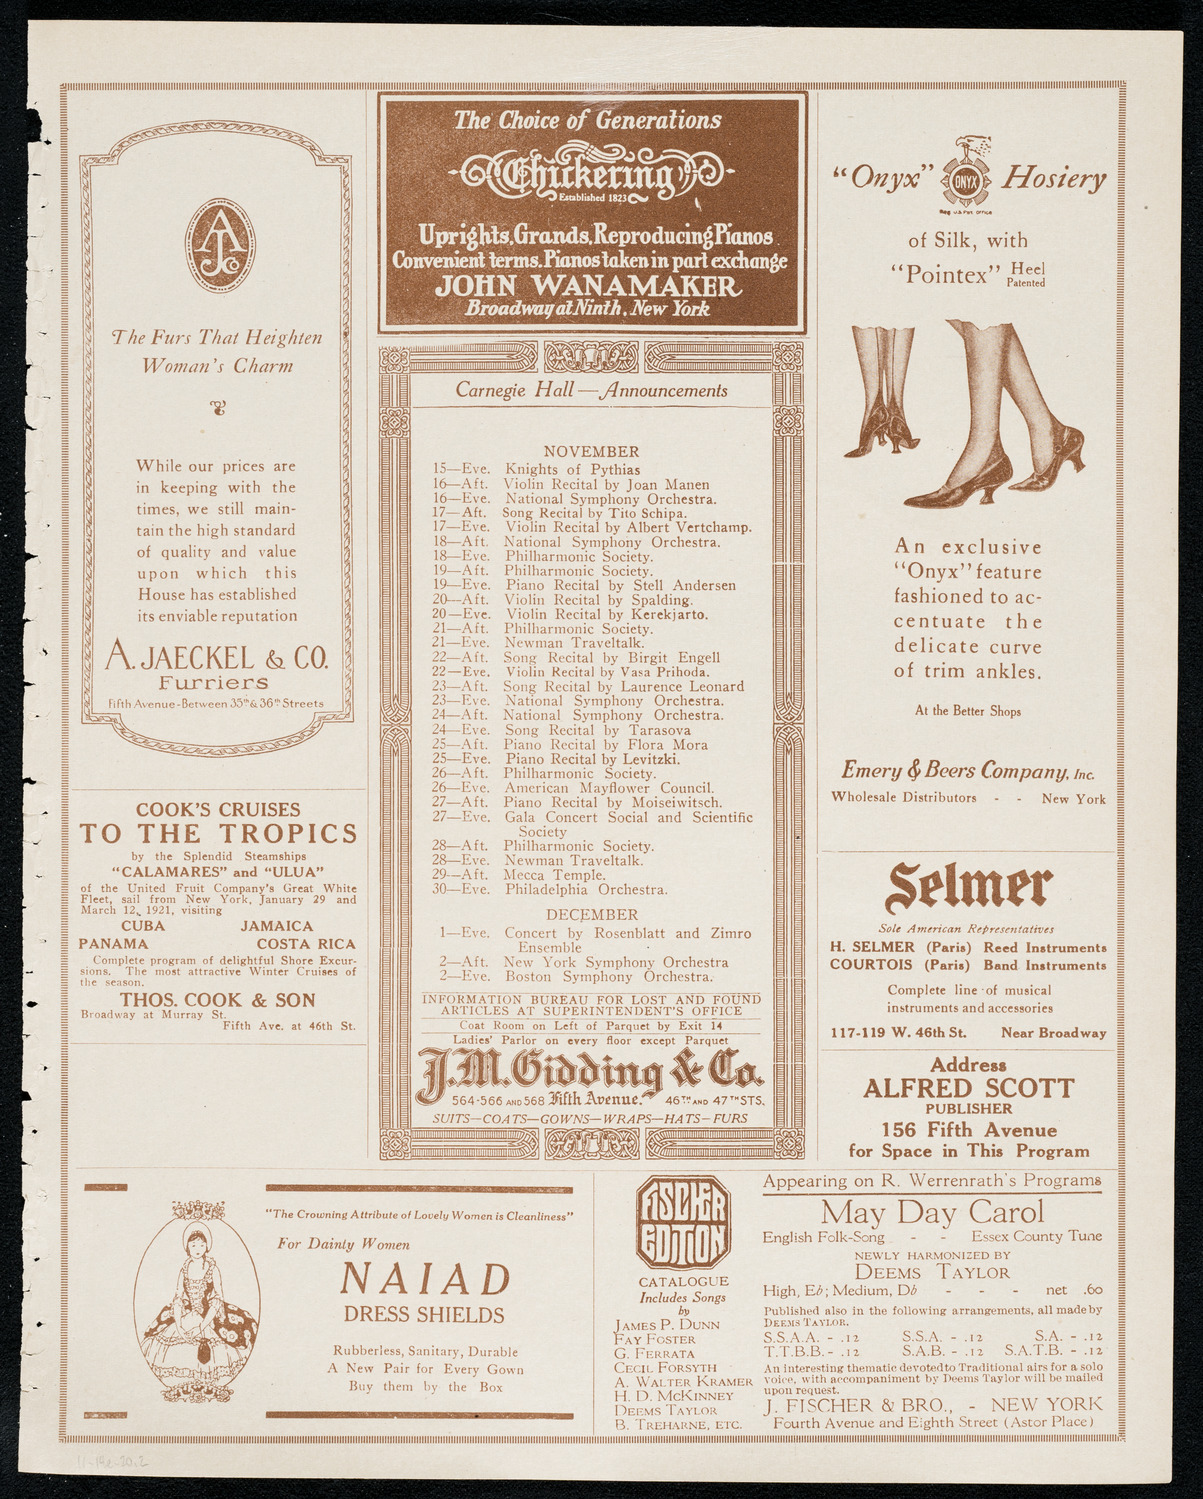 AJCo
The Furs That Heighten
Woman's Charm
While our prices are
in keeping with the
times, we still main-
tain the high standard
of quality and value
upon which this
House has established
its enviable reputation
A. JAECKEL & CO.
Furriers
Fifth Avenue-Between 35th & 36th Streets
COOK'S CRUISES
TO THE TROPICS
by the Splendid Steamships
"CALAMARES" and "ULUA"
of the United Fruit Company's Great White
Fleet, sail from New York, January 29 and
March 12, 1921, visiting
CUBA JAMAICA
PANAMA COSTA RICA
Complete program of delightful Shore Excur-
sions. The most attractive Winter Cruises of
the season.
THOS. COOK & SON
Broadway at Murray St.
Fifth Ave. at 46th St.
The Choice of Generations
Chickering
Established 1823
Uprights, Grands, Reproducing Pianos
Convenient terms. Pianos taken in part exchange
JOHN WANAMAKER
Broadway at Ninth, New York
Carnegie Hall — Announcements
NOVEMBER
15—Eve. Knights of Pythias
16—Aft. Violin Recital by Joan Manen
16—Eve. National Symphony Orchestra.
17—Aft. Song Recital by Tito Schipa.
17—Eve. Violin Recital by Albert Vertchamp.
18—Aft. National Symphony Orchestra.
18—Eve. Philharmonic Society.
19—Aft. Philharmonic Society.
19—Eve. Piano Recital by Stell Andersen
20—Aft. Violin Recital by Spalding.
20—Eve. Violin Recital by Kerekjarto.
21—Aft. Philharmonic Society.
21—Eve. Newman Traveltalk.
22—Aft. Song Recital by Birgit Engell
22—Eve. Violin Recital by Vasa Prihoda.
23—Aft. Song Recital by Laurence Leonard
23—Eve. National Symphony Orchestra.
24—Aft. National Symphony Orchestra.
24—Eve. Song Recital by Tarasova
25—Aft. Piano Recital by Flora Mora
25—Eve. Piano Recital by Levitzki.
26—Aft. Philharmonic Society.
26—Eve. American Mayflower Council.
27—Aft. Piano Recital by Moiseiwitsch.
27—Eve. Gala Concert Social and Scientific
Society
28—Aft. Philharmonic Society.
28—Eve. Newman Traveltalk.
29—Aft. Mecca Temple.
30—Eve. Philadelphia Orchestra.
DECEMBER
1—Eve. Concert by Rosenblatt and Zimro
Ensemble
2—Aft. New York Symphony Orchestra
2—Eve. Boston Symphony Orchestra.
INFORMATION BUREAU FOR LOST AND FOUND
ARTICLES AT SUPERINTENDENT'S OFFICE
Coat Room on Left of Parquet by Exit 14
Ladies' Parlor on every floor except Parquet
J.M. Gidding & Co.
564-566 AND 568 Fifth Avenue. 46TH AND 47TH STS.
SUITS—COATS—GOWNS—WRAPS—HATS—FURS
"Onyx" ONYX Hosiery
Reg. U.S. Pat. Office
of Silk, with
"Pointex" Heel
Patented
An exclusive
"Onyx" feature
fashioned to ac-
centuate the
delicate curve
of trim ankles.
At the Better Shops
Emery & Beers Company, Inc.
Wholesale Distributors - - New York
Selmer
Sole American Representatives
H. SELMER (Paris) Reed Instruments
COURTOIS (Paris) Band Instruments
Complete line of musical
instruments and accessories
117-119 W. 46th St. Near Broadway
Address
ALFRED SCOTT
PUBLISHER
156 Fifth Avenue
for Space in This Program
"The Crowning Attribute of Lovely Women is Cleanliness"
For Dainty Women
NAIAD
DRESS SHIELDS
Rubberless, Sanitary, Durable
A New Pair for Every Gown
Buy them by the Box
FISCHER
EDITION
CATALOGUE
Includes Songs
by
JAMES P. DUNN
FAY FOSTER
G. FERRATA
CECIL FORSYTH
A. WALTER KRAMER
H. D. MCKINNEY
DEEMS TAYLOR
B. TREHARNE, ETC.
Appearing on R. Werrenrath's Programs
May Day Carol
English Folk-Song - - Essex County Tune
NEWLY HARMONIZED BY
DEEMS TAYLOR
High, E♭; Medium, D♭ - - - net .60
Published also in the following arrangements, all made by
DEEMS TAYLOR.
S.S.A.A. - .12 S.S.A. - .12 S.A. - .12
T.T.B.B. - .12 S.A.B. - .12 S.A.T.B. - .12
An interesting thematic devoted to Traditional airs for a solo
voice, with accompaniment by Deems Taylor will be mailed
upon request.
J. FISCHER & BRO., - NEW YORK
Fourth Avenue and Eighth Street (Astor Place)